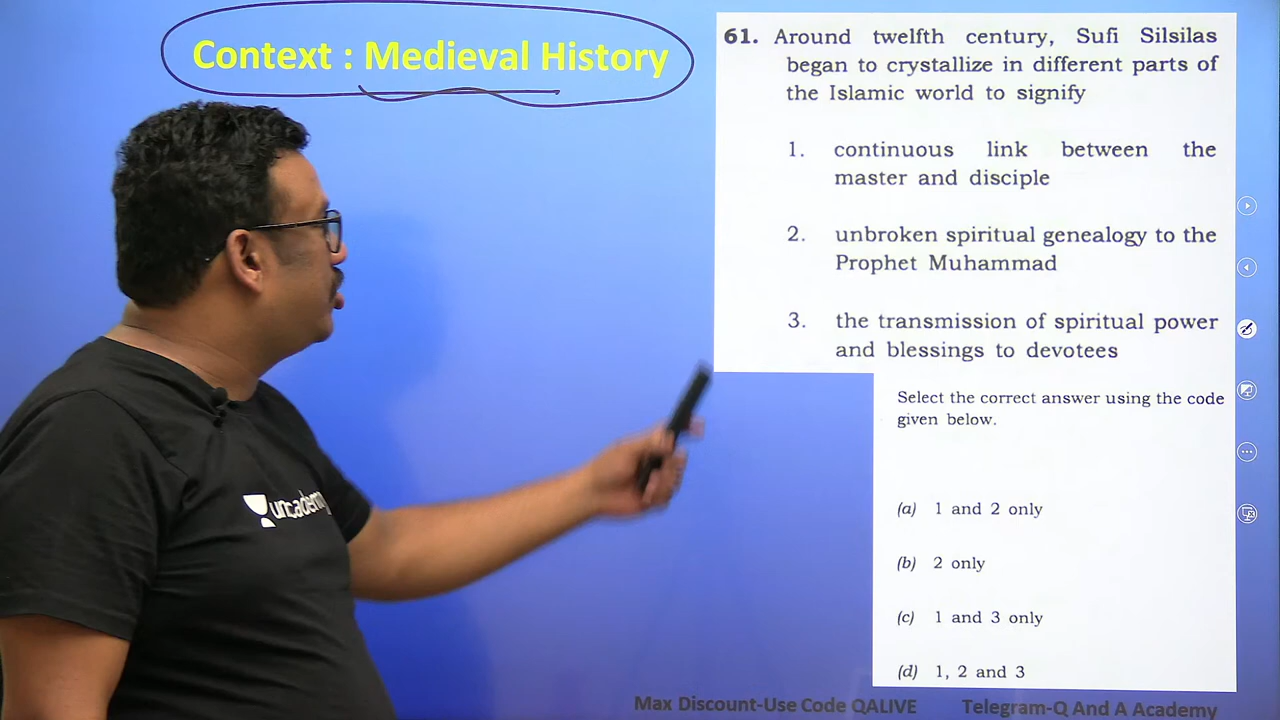 Context : Medieval History
61. Around twelfth century, Sufi Silsilas
began to crystallize in different parts of
the Islamic world to signify
1. continuous link between the
master and disciple
2. unbroken spiritual genealogy to the
Prophet Muhammad
3. the transmission of spiritual power
and blessings to devotees
Select the correct answer using the code
given below.
(a) 1 and 2 only
(b) 2 only
(c) 1 and 3 only
(d) 1, 2 and 3
unacademy
Max Discount-Use Code QALIVE Telegram-Q And A Academy